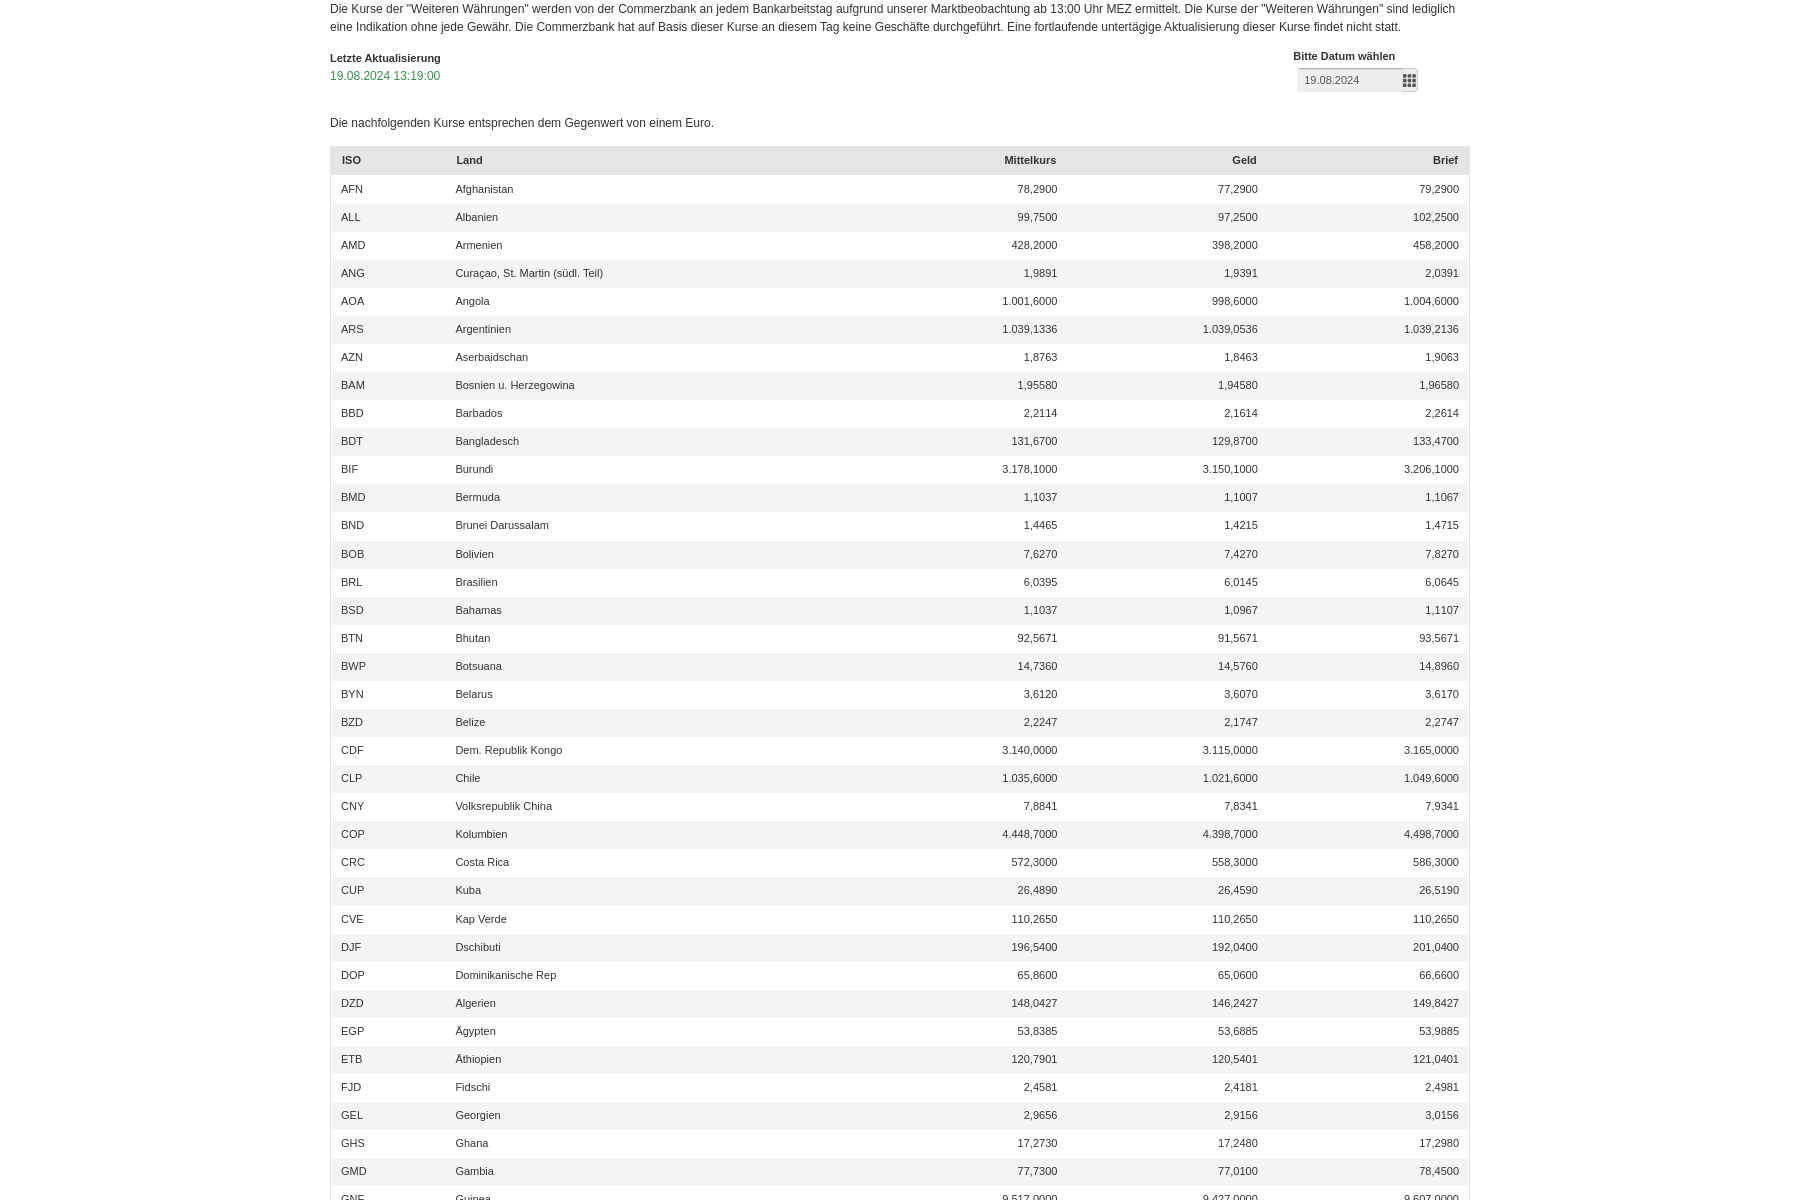 Die Kurse der "Weiteren Währungen" werden von der Commerzbank an jedem Bankarbeitstag aufgrund unserer Marktbeobachtung ab 13:00 Uhr MEZ ermittelt. Die Kurse der "Weiteren Währungen" sind lediglich
eine Indikation ohne jede Gewähr. Die Commerzbank hat auf Basis dieser Kurse an diesem Tag keine Geschäfte durchgeführt. Eine fortlaufende untertägige Aktualisierung dieser Kurse findet nicht statt.
Letzte Aktualisierung
19.08.2024 13:19:00
Bitte Datum wählen
19.08.2024
Die nachfolgenden Kurse entsprechen dem Gegenwert von einem Euro.
ISO Land Mittelkurs Geld Brief
AFN Afghanistan 78,2900 77,2900 79,2900
ALL Albanien 99,7500 97,2500 102,2500
AMD Armenien 428,2000 398,2000 458,2000
ANG Curaçao, St. Martin (südl. Teil) 1,9891 1,9391 2,0391
AOA Angola 1.001,6000 998,6000 1.004,6000
ARS Argentinien 1.039,1336 1.039,0536 1.039,2136
AZN Aserbaidschan 1,8763 1,8463 1,9063
BAM Bosnien u. Herzegowina 1,95580 1,94580 1,96580
BBD Barbados 2,2114 2,1614 2,2614
BDT Bangladesch 131,6700 129,8700 133,4700
BIF Burundi 3.178,1000 3.150,1000 3.206,1000
BMD Bermuda 1,1037 1,1007 1,1067
BND Brunei Darussalam 1,4465 1,4215 1,4715
BOB Bolivien 7,6270 7,4270 7,8270
BRL Brasilien 6,0395 6,0145 6,0645
BSD Bahamas 1,1037 1,0967 1,1107
BTN Bhutan 92,5671 91,5671 93,5671
BWP Botsuana 14,7360 14,5760 14,8960
BYN Belarus 3,6120 3,6070 3,6170
BZD Belize 2,2247 2,1747 2,2747
CDF Dem. Republik Kongo 3.140,0000 3.115,0000 3.165,0000
CLP Chile 1.035,6000 1.021,6000 1.049,6000
CNY Volksrepublik China 7,8841 7,8341 7,9341
COP Kolumbien 4.448,7000 4.398,7000 4.498,7000
CRC Costa Rica 572,3000 558,3000 586,3000
CUP Kuba 26,4890 26,4590 26,5190
CVE Kap Verde 110,2650 110,2650 110,2650
DJF Dschibuti 196,5400 192,0400 201,0400
DOP Dominikanische Rep 65,8600 65,0600 66,6600
DZD Algerien 148,0427 146,2427 149,8427
EGP Ägypten 53,8385 53,6885 53,9885
ETB Äthiopien 120,7901 120,5401 121,0401
FJD Fidschi 2,4581 2,4181 2,4981
GEL Georgien 2,9656 2,9156 3,0156
GHS Ghana 17,2730 17,2480 17,2980
GMD Gambia 77,7300 77,0100 78,4500
GNF Guinea 9.517,0000 9.427,0000 9.607,0000